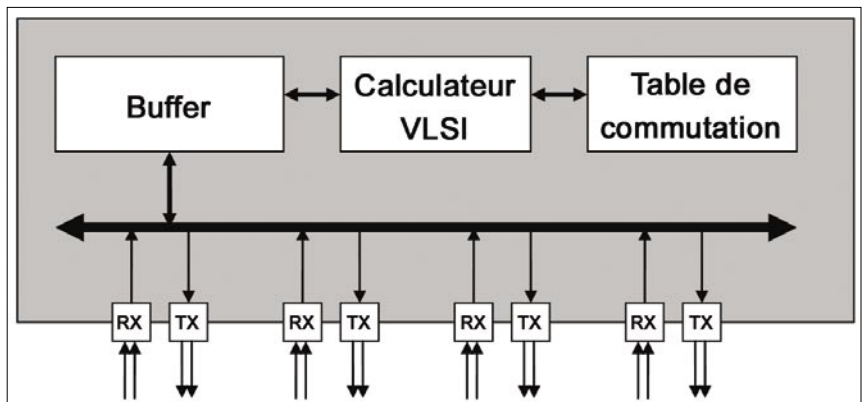 Buffer
Calculateur
VLSI
Table de
commutation
RX
TX
RX
TX
RX
TX
RX
TX